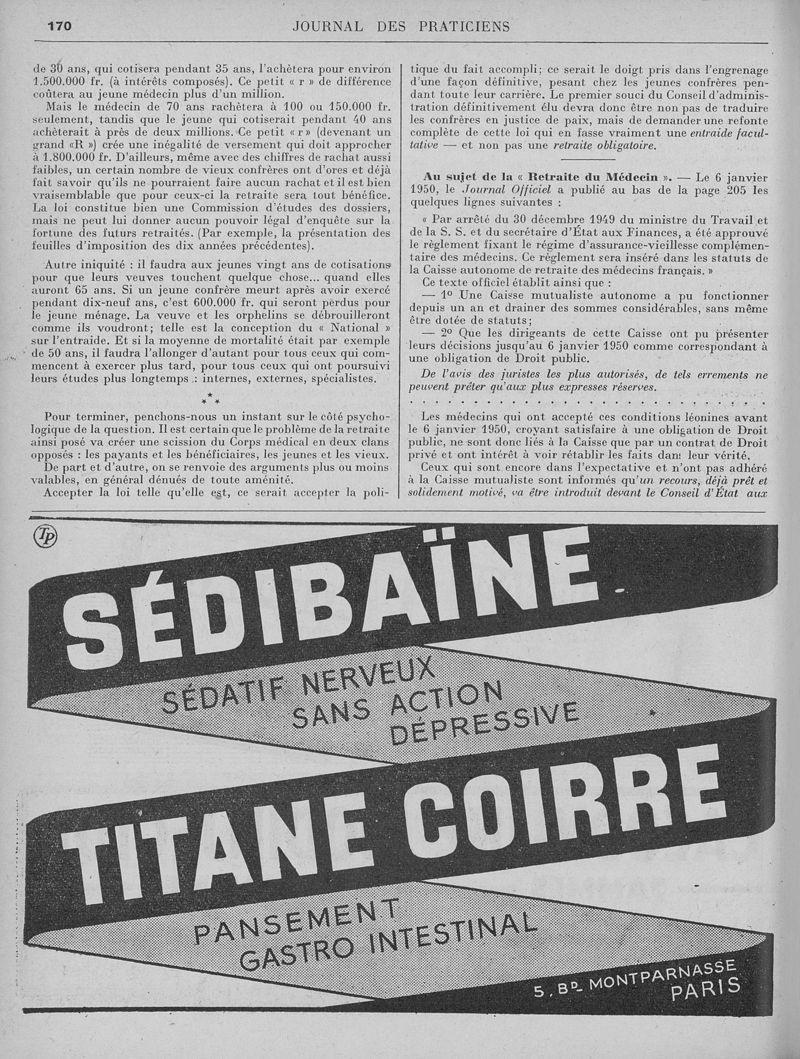 170
JOURNAL DES PRATICIENS
de 30 ans, qui cotisera pendant 35 ans, l'achètera pour environ
1.500.000 fr. (à intérêts composés). Ce petit « r » de différence
coûtera au jeune médecin plus d'un million.
Mais le médecin de 70 ans rachètera à 100 ou 150.000 fr.
seulement, tandis que le jeune qui cotiserait pendant 40 ans
achèterait à près de deux millions. Ce petit « r » (devenant un
grand «R ») crée une inégalité de versement qui doit approcher
à 1.800.000 fr. D'ailleurs, même avec des chiffres de rachat aussi
faibles, un certain nombre de vieux confrères ont d'ores et déjà
fait savoir qu'ils ne pourraient faire aucun rachat et il est bien
vraisemblable que pour ceux-ci la retraite sera tout bénéfice.
La loi constitue bien une Commission d'études des dossiers,
mais ne peut lui donner aucun pouvoir légal d'enquête sur la
fortune des futurs retraités. (Par exemple, la présentation des
feuilles d'imposition des dix années précédentes).
Autre iniquité : il faudra aux jeunes vingt ans de cotisations
pour que leurs veuves touchent quelque chose... quand elles
auront 65 ans. Si un jeune confrère meurt après avoir exercé
pendant dix-neuf ans, c'est 600.000 fr. qui seront perdus pour
le jeune ménage. La veuve et les orphelins se débrouilleront
comme ils voudront; telle est la conception du « National »
sur l'entraide. Et si la moyenne de mortalité était par exemple
de 50 ans, il faudra l'allonger d'autant pour tous ceux qui com-
mencent à exercer plus tard, pour tous ceux qui ont poursuivi
leurs études plus longtemps : internes, externes, spécialistes.
*
* *
Pour terminer, penchons-nous un instant sur le côté psycho-
logique de la question. Il est certain que le problème de la retraite
ainsi posé va créer une scission du Corps médical en deux clans
opposés : les payants et les bénéficiaires, les jeunes et les vieux.
De part et d'autre, on se renvoie des arguments plus ou moins
valables, en général dénués de toute aménité.
Accepter la loi telle qu'elle est, ce serait accepter la poli-
tique du fait accompli; ce serait le doigt pris dans l'engrenage
d'une façon définitive, pesant chez les jeunes confrères pen-
dant toute leur carrière. Le premier souci du Conseil d'adminis-
tration définitivement élu devra donc être non pas de traduire
les confrères en justice de paix, mais de demander une refonte
complète de cette loi qui en fasse vraiment une entraide facul-
tative — et non pas une retraite obligatoire.
Au sujet de la « Retraite du Médecin ». — Le 6 janvier
1950, le Journal Officiel a publié au bas de la page 205 les
quelques lignes suivantes :
« Par arrêté du 30 décembre 1949 du ministre du Travail et
de la S. S. et du secrétaire d'État aux Finances, a été approuvé
le règlement fixant le régime d'assurance-vieillesse complémen-
taire des médecins. Ce règlement sera inséré dans les statuts de
la Caisse autonome de retraite des médecins français. »
Ce texte officiel établit ainsi que :
— 1º Une Caisse mutualiste autonome a pu fonctionner
depuis un an et drainer des sommes considérables, sans même
être dotée de statuts;
— 2º Que les dirigeants de cette Caisse ont pu présenter
leurs décisions jusqu'au 6 janvier 1950 comme correspondant à
une obligation de Droit public.
De l'avis des juristes les plus autorisés, de tels errements ne
peuvent prêter qu'aux plus expresses réserves.
. . . . . . . . . . . . . . . . . . . . . . . .
Les médecins qui ont accepté ces conditions léonines avant
le 6 janvier 1950, croyant satisfaire à une obligation de Droit
public, ne sont donc liés à la Caisse que par un contrat de Droit
privé et ont intérêt à voir rétablir les faits dans leur vérité.
Ceux qui sont encore dans l'expectative et n'ont pas adhéré
à la Caisse mutualiste sont informés qu'un recours, déjà prêt et
solidement motivé, va être introduit devant le Conseil d'État aux
TP
SÉDIBAÏNE
SÉDATIF NERVEUX
SANS ACTION
DÉPRESSIVE
TITANE COIRRE
PANSEMENT
GASTRO INTESTINAL
5, BD- MONTPARNASSE
PARIS